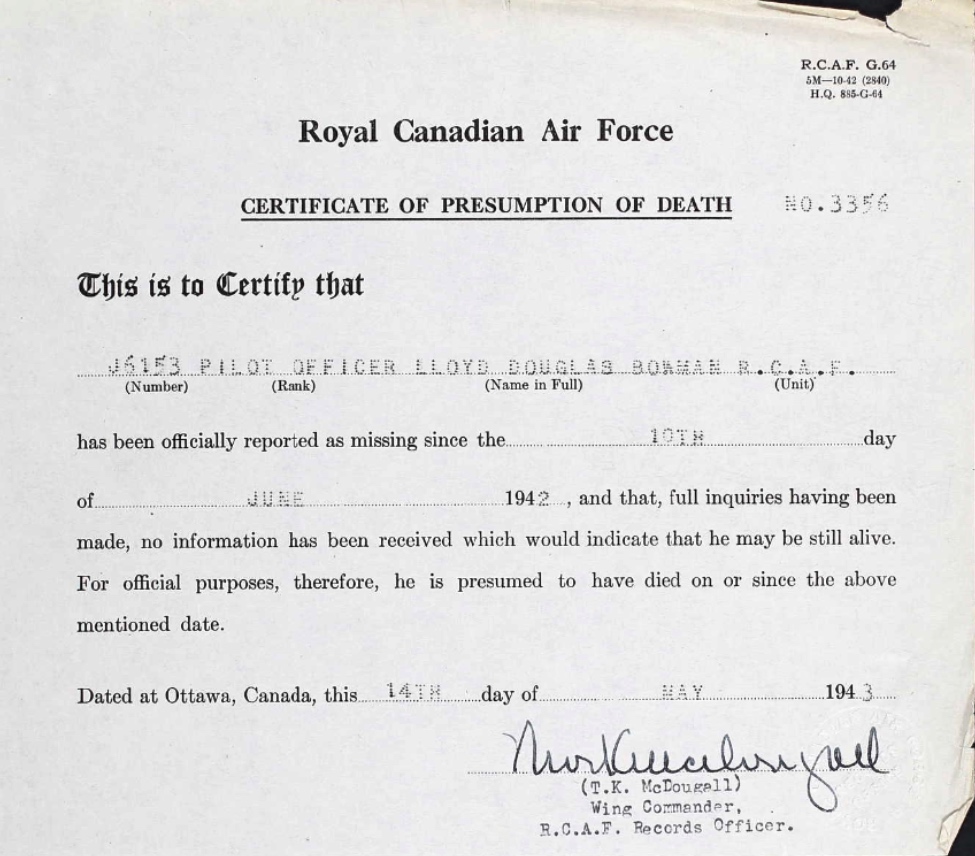 R.C.A.F. G.64
5M—10-42 (2840)
H.Q. 885-G-64
Royal Canadian Air Force
CERTIFICATE OF PRESUMPTION OF DEATH NO.3356
This is to Certify that
J6153 PILOT OFFICER LLOYD DOUGLAS BOWMAN R.C.A.F.
(Number) (Rank) (Name in Full) (Unit)
has been officially reported as missing since the 10TH day
of JUNE 1942 , and that, full inquiries having been
made, no information has been received which would indicate that he may be still alive.
For official purposes, therefore, he is presumed to have died on or since the above
mentioned date.
Dated at Ottawa, Canada, this 14TH day of MAY 1943
(T.K. McDougall)
Wing Commander,
R.C.A.F. Records Officer.